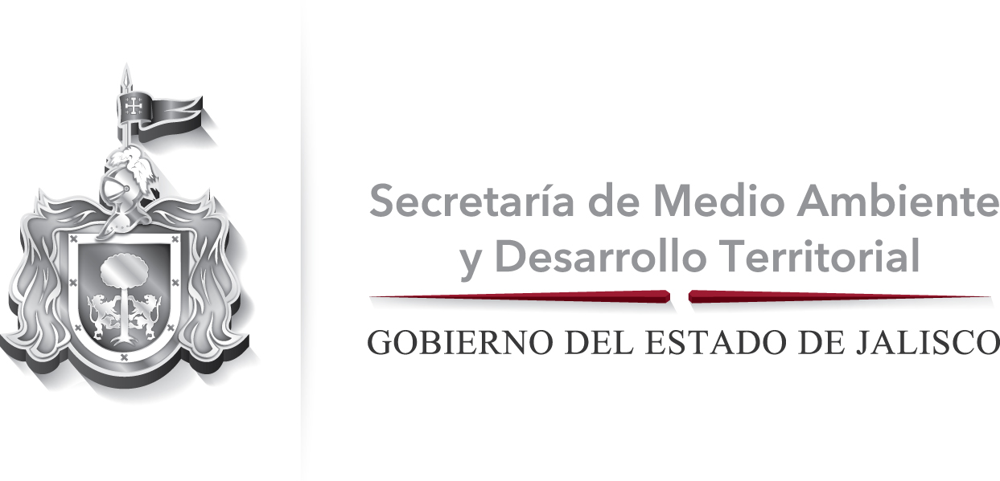 Secretaría de Medio Ambiente
y Desarrollo Territorial
GOBIERNO DEL ESTADO DE JALISCO